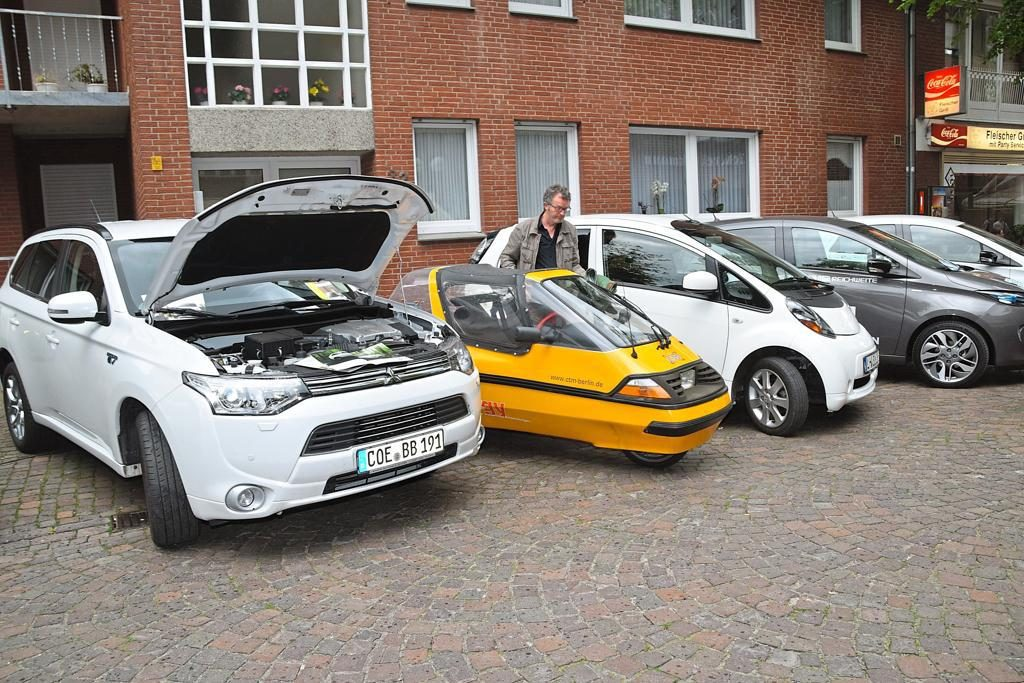 Coca-Cola
Coca-Cola
Fleischer G
mit Party Servic
REICHWEITE
www.ctm-berlin.de
COE BB 191